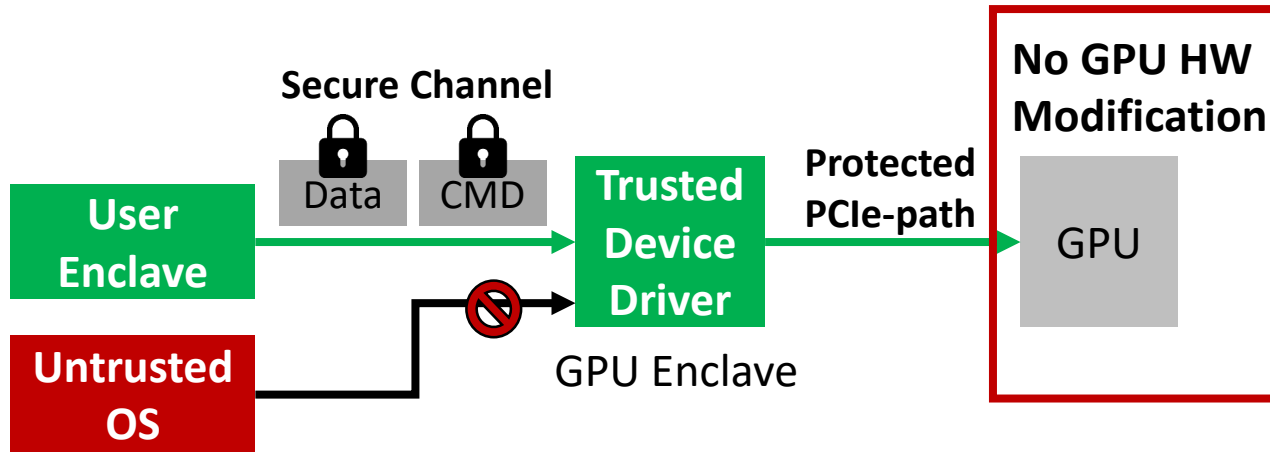 No GPU HW
Modification
Secure Channel
Data
CMD
User
Enclave
Trusted
Device
Driver
Protected
PCIe-path
GPU
Untrusted
OS
GPU Enclave